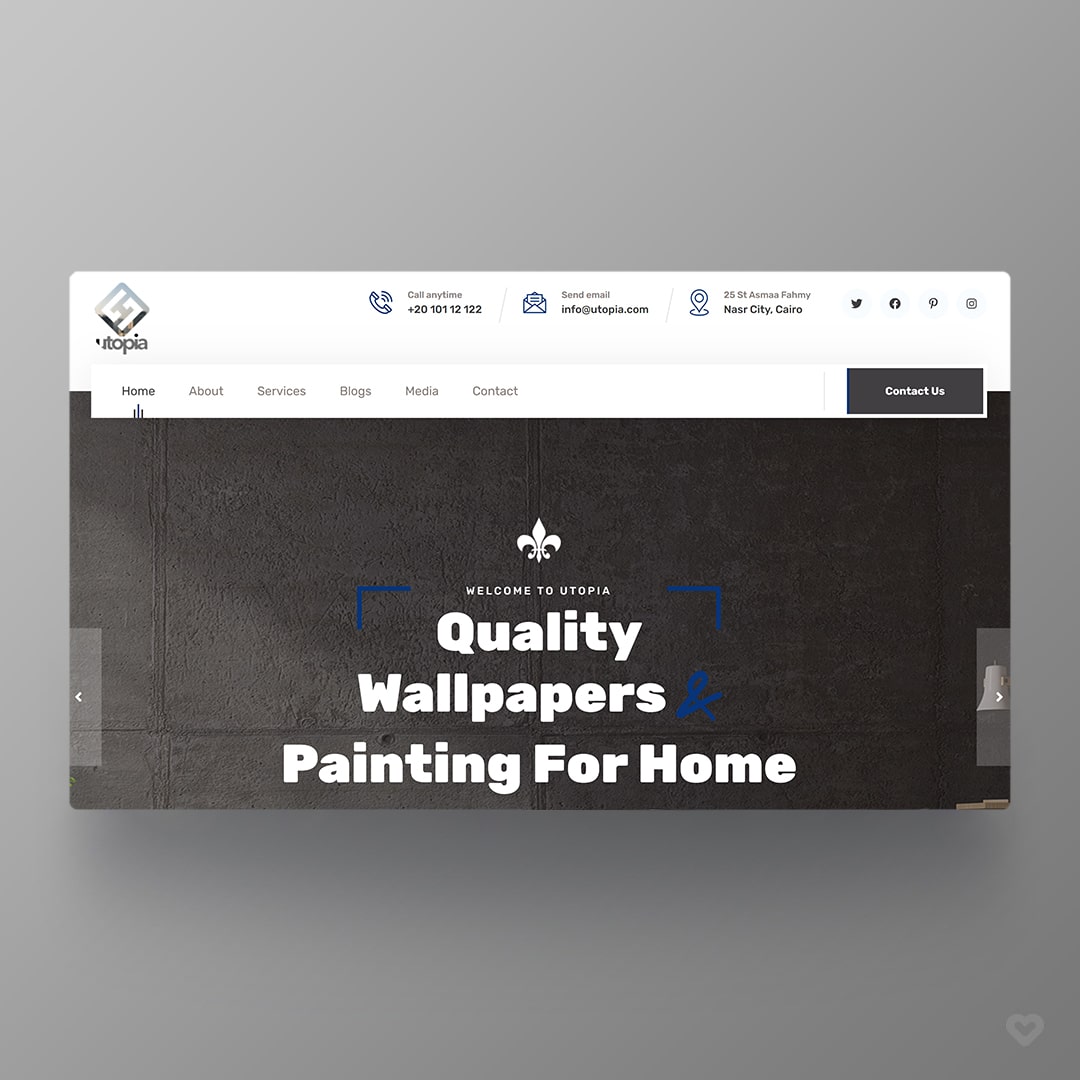 utopia
Call anytime
+20 101 12 122
Send email
info@utopia.com
25 St Asmaa Fahmy
Nasr City, Cairo
Home About Services Blogs Media Contact
Contact Us
WELCOME TO UTOPIA
Quality
Wallpapers &
Painting For Home